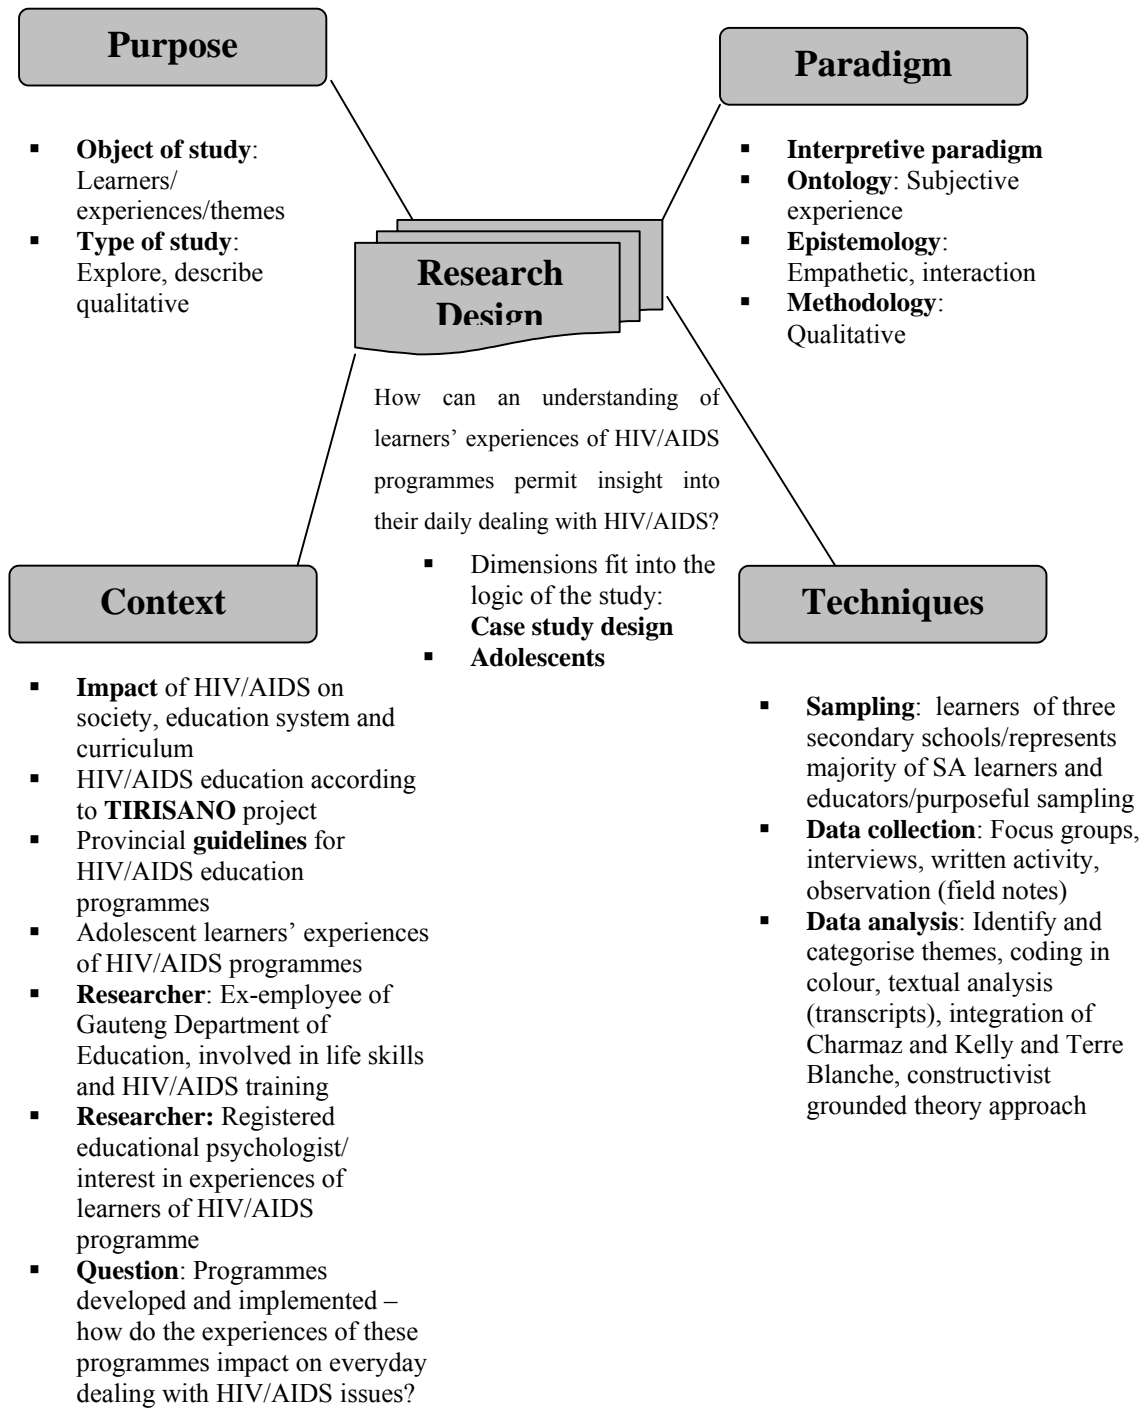 Purpose
▪ Object of study:
Learners/
experiences/themes
▪ Type of study:
Explore, describe
qualitative
Paradigm
▪ Interpretive paradigm
▪ Ontology: Subjective
experience
▪ Epistemology:
Empathetic, interaction
▪ Methodology:
Qualitative
Research
Design
How can an understanding of
learners’ experiences of HIV/AIDS
programmes permit insight into
their daily dealing with HIV/AIDS?
▪ Dimensions fit into the
logic of the study:
Case study design
▪ Adolescents
Context
▪ Impact of HIV/AIDS on
society, education system and
curriculum
▪ HIV/AIDS education according
to TIRISANO project
▪ Provincial guidelines for
HIV/AIDS education
programmes
▪ Adolescent learners’ experiences
of HIV/AIDS programmes
▪ Researcher: Ex-employee of
Gauteng Department of
Education, involved in life skills
and HIV/AIDS training
▪ Researcher: Registered
educational psychologist/
interest in experiences of
learners of HIV/AIDS
programme
▪ Question: Programmes
developed and implemented –
how do the experiences of these
programmes impact on everyday
dealing with HIV/AIDS issues?
Techniques
▪ Sampling: learners of three
secondary schools/represents
majority of SA learners and
educators/purposeful sampling
▪ Data collection: Focus groups,
interviews, written activity,
observation (field notes)
▪ Data analysis: Identify and
categorise themes, coding in
colour, textual analysis
(transcripts), integration of
Charmaz and Kelly and Terre
Blanche, constructivist
grounded theory approach